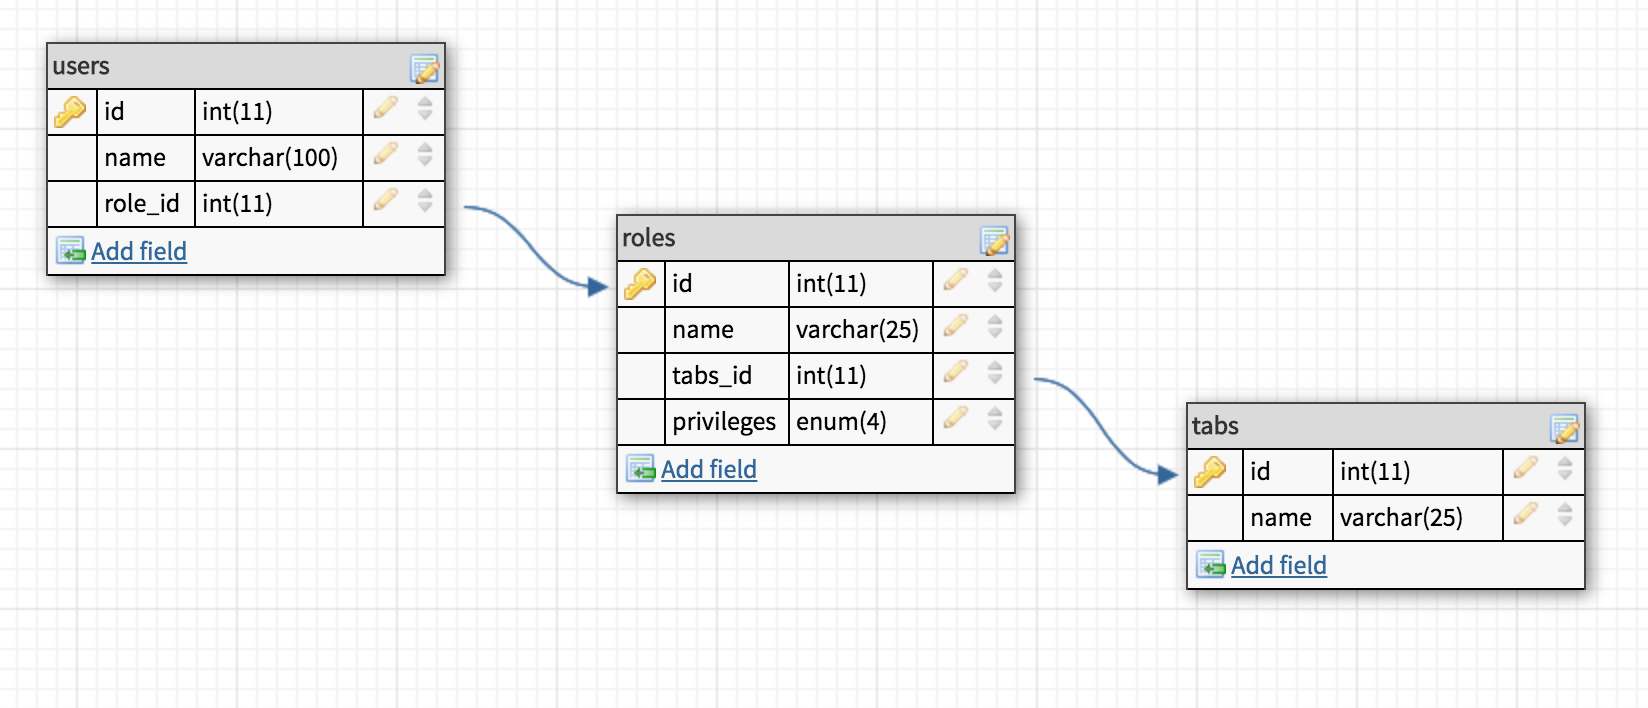 users
id int(11)
name varchar(100)
role_id int(11)
Add field
roles
id int(11)
name varchar(25)
tabs_id int(11)
privileges enum(4)
Add field
tabs
id int(11)
name varchar(25)
Add field